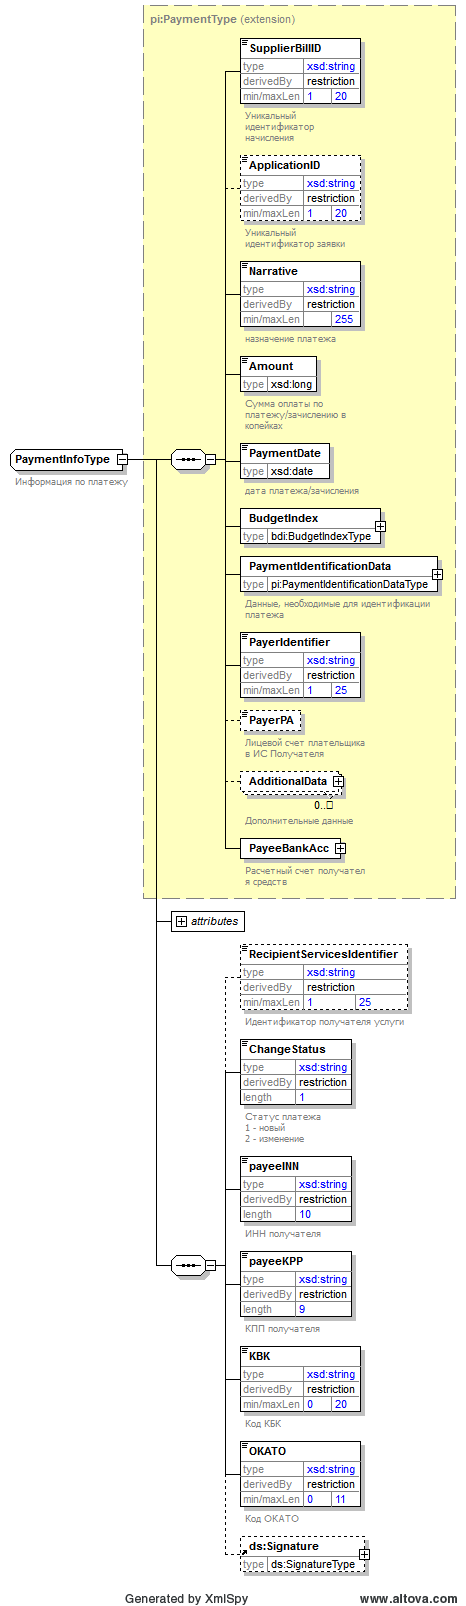 pi:PaymentType (extension)
SupplierBillID
type xsd:string
derivedBy restriction
min/maxLen 1 20
Уникальный
идентификатор
начисления
ApplicationID
type xsd:string
derivedBy restriction
min/maxLen 1 20
Уникальный
идентификатор заявки
Narrative
type xsd:string
derivedBy restriction
min/maxLen 255
назначение платежа
Amount
type xsd:long
Сумма оплаты по
платежу/зачислению в
копейках
PaymentInfoType
Информация по платежу
PaymentDate
type xsd:date
дата платежа/зачисления
BudgetIndex
type bdi:BudgetIndexType
PaymentIdentificationData
type pi:PaymentIdentificationDataType
Данные, необходимые для идентификации
платежа
PayerIdentifier
type xsd:string
derivedBy restriction
min/maxLen 1 25
PayerPA
Лицевой счет плательщика
в ИС Получателя
AdditionalData
0..
Дополнительные данные
PayeeBankAcc
Расчетный счет получател
я средств
attributes
RecipientServicesIdentifier
type xsd:string
derivedBy restriction
min/maxLen 1 25
Идентификатор получателя услуги
ChangeStatus
type xsd:string
derivedBy restriction
length 1
Статус платежа
1 - новый
2 - изменение
payeeINN
type xsd:string
derivedBy restriction
length 10
ИНН получателя
payeeKPP
type xsd:string
derivedBy restriction
length 9
КПП получателя
KBK
type xsd:string
derivedBy restriction
min/maxLen 0 20
Код КБК
OKATO
type xsd:string
derivedBy restriction
min/maxLen 0 11
Код ОКАТО
ds:Signature
type ds:SignatureType
Generated by XmlSpy www.altova.com